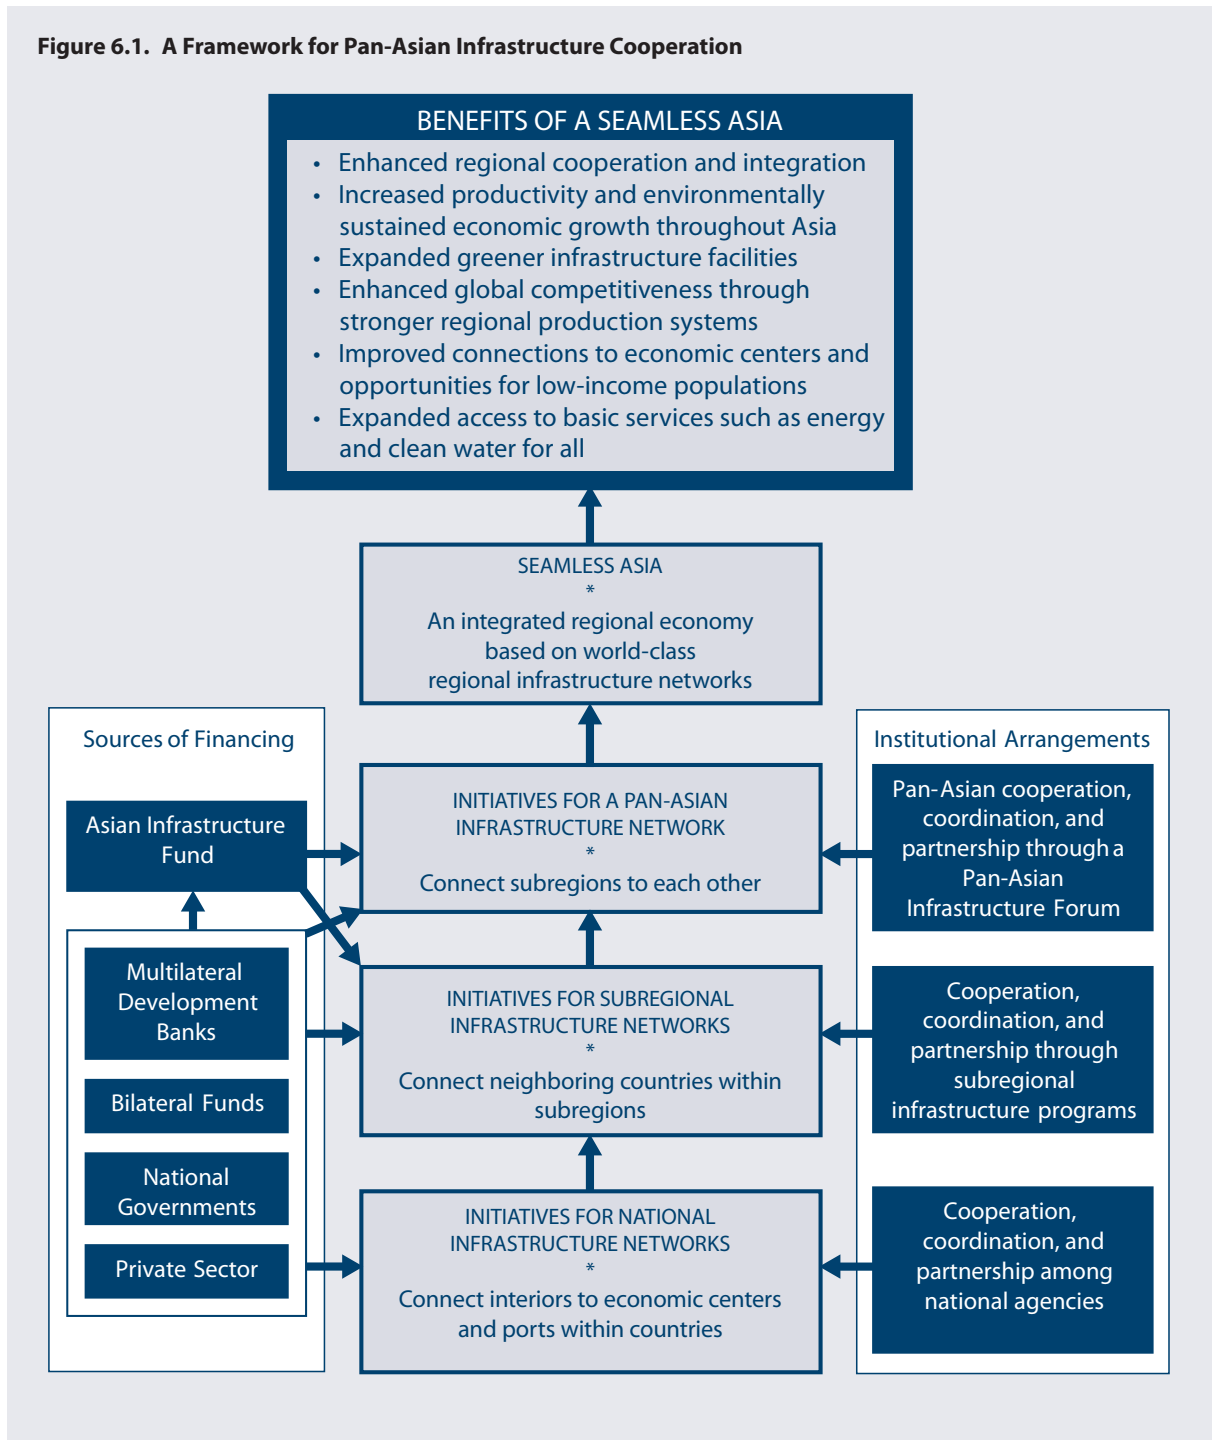 Figure 6.1. A Framework for Pan-Asian Infrastructure Cooperation
BENEFITS OF A SEAMLESS ASIA
• Enhanced regional cooperation and integration
• Increased productivity and environmentally
sustained economic growth throughout Asia
• Expanded greener infrastructure facilities
• Enhanced global competitiveness through
stronger regional production systems
• Improved connections to economic centers and
opportunities for low-income populations
• Expanded access to basic services such as energy
and clean water for all
SEAMLESS ASIA
*
An integrated regional economy
based on world-class
regional infrastructure networks
Sources of Financing
Asian Infrastructure
Fund
Multilateral
Development
Banks
Bilateral Funds
National
Governments
Private Sector
INITIATIVES FOR A PAN-ASIAN
INFRASTRUCTURE NETWORK
*
Connect subregions to each other
INITIATIVES FOR SUBREGIONAL
INFRASTRUCTURE NETWORKS
*
Connect neighboring countries within
subregions
INITIATIVES FOR NATIONAL
INFRASTRUCTURE NETWORKS
*
Connect interiors to economic centers
and ports within countries
Institutional Arrangements
Pan-Asian cooperation,
coordination, and
partnership through a
Pan-Asian
Infrastructure Forum
Cooperation,
coordination, and
partnership through
subregional
infrastructure programs
Cooperation,
coordination, and
partnership among
national agencies